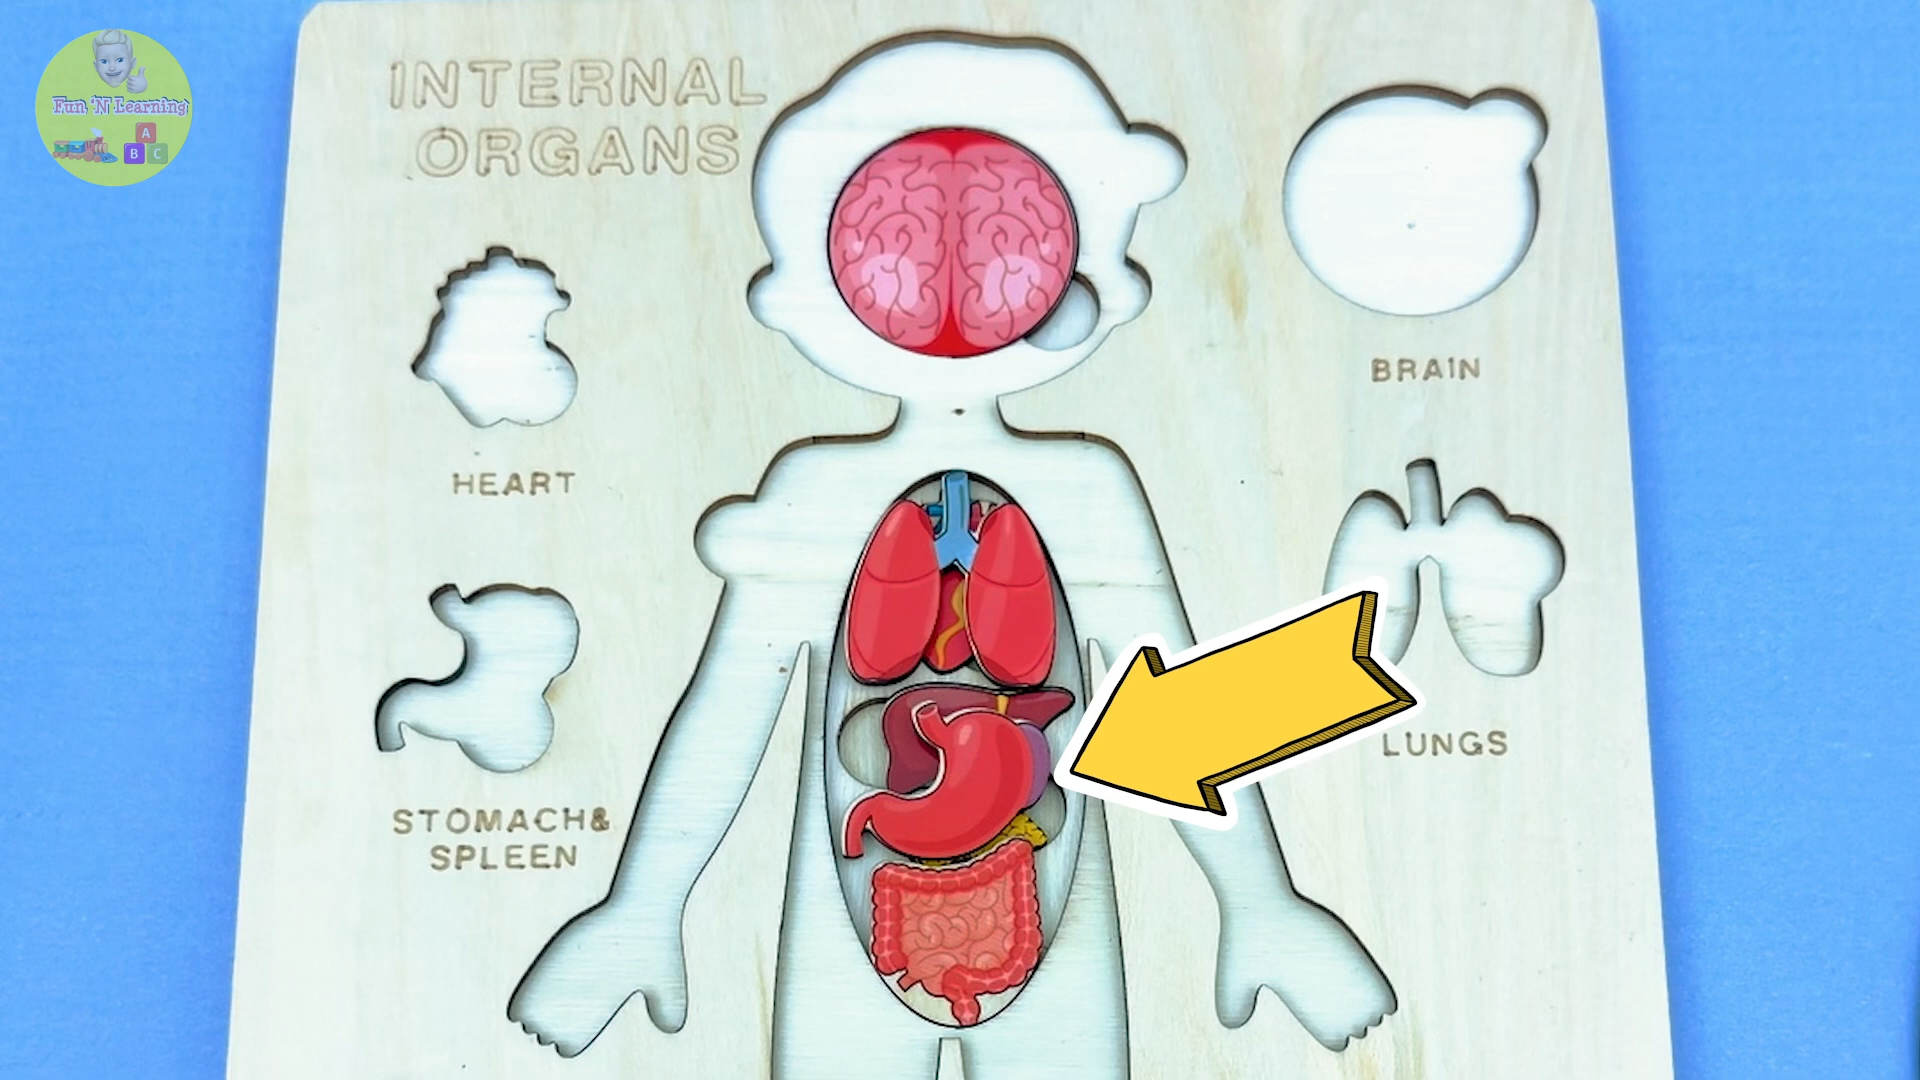 Fun 'N Learning
A
B C
INTERNAL
ORGANS
HEART
BRAIN
STOMACH&
SPLEEN
LUNGS